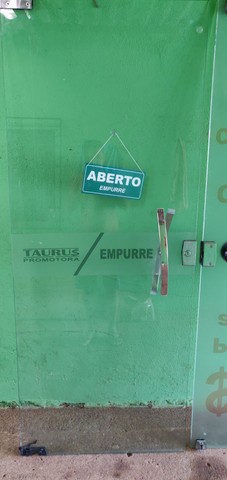 ABERTO
EMPURRE
TAURUS
PROMOTORA
/ EMPURRE
$